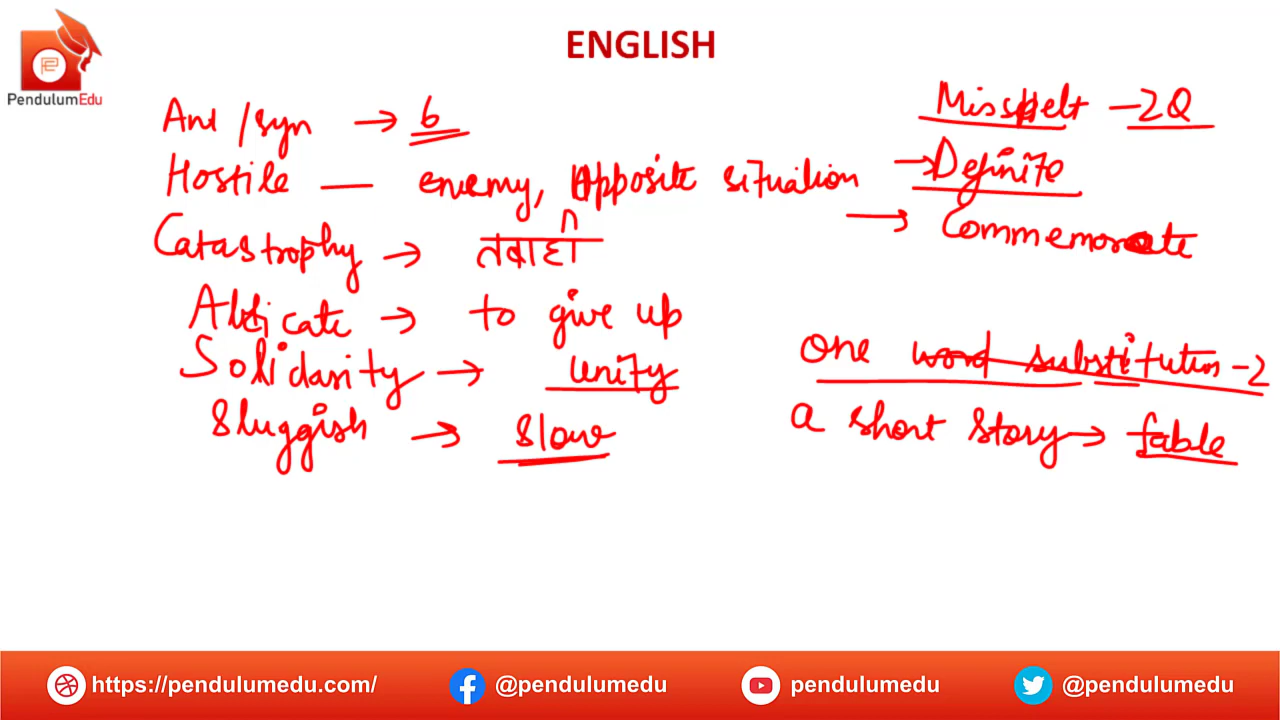 ENGLISH
PendulumEdu
Ant/syn → 6
Hostile — enemy, opposite situation
Catastrophy → तबाही
Abdicate → to give up
Solidarity → Unity
Sluggish → Slow
Misspelt - 2Q
→ Definite
→ Commemorate
One word substitution - 2
a short story → fable
https://pendulumedu.com/
@pendulumedu
pendulumedu
@pendulumedu